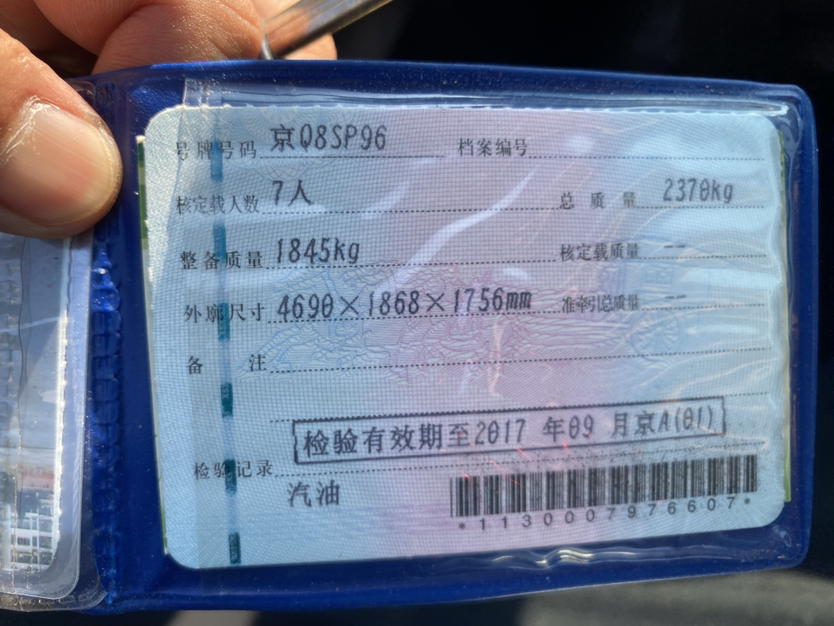 号牌号码 京Q8SP96 档案编号
核定载人数 7人 总质量 2370kg
整备质量 1845kg 核定载质量 --
外廓尺寸 4690×1868×1756mm 准牵引总质量 --
备注
检验有效期至2017 年09 月京A(01)
检验记录
汽油
*1130007976607*